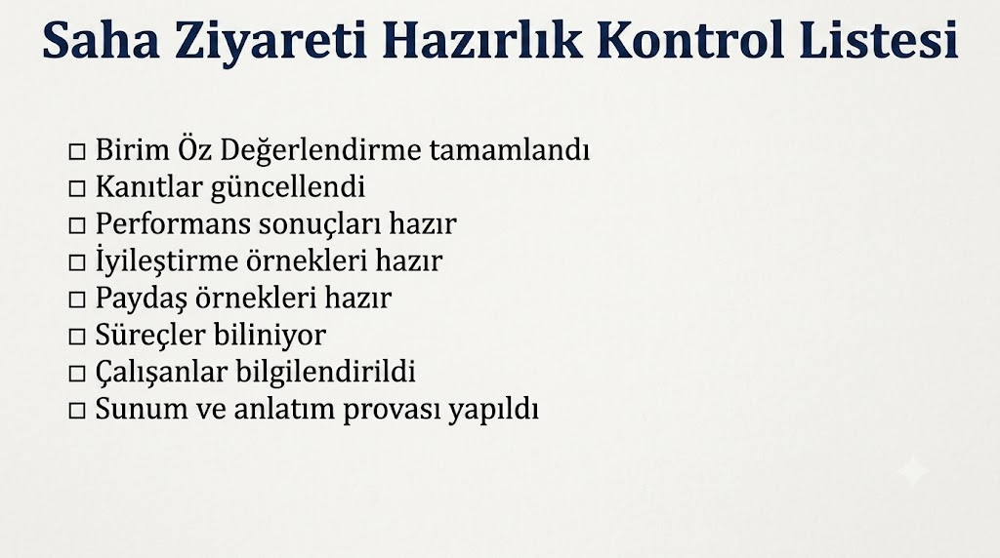 Saha Ziyareti Hazırlık Kontrol Listesi
☐ Birim Öz Değerlendirme tamamlandı
☐ Kanıtlar güncellendi
☐ Performans sonuçları hazır
☐ İyileştirme örnekleri hazır
☐ Paydaş örnekleri hazır
☐ Süreçler biliniyor
☐ Çalışanlar bilgilendirildi
☐ Sunum ve anlatım provası yapıldı